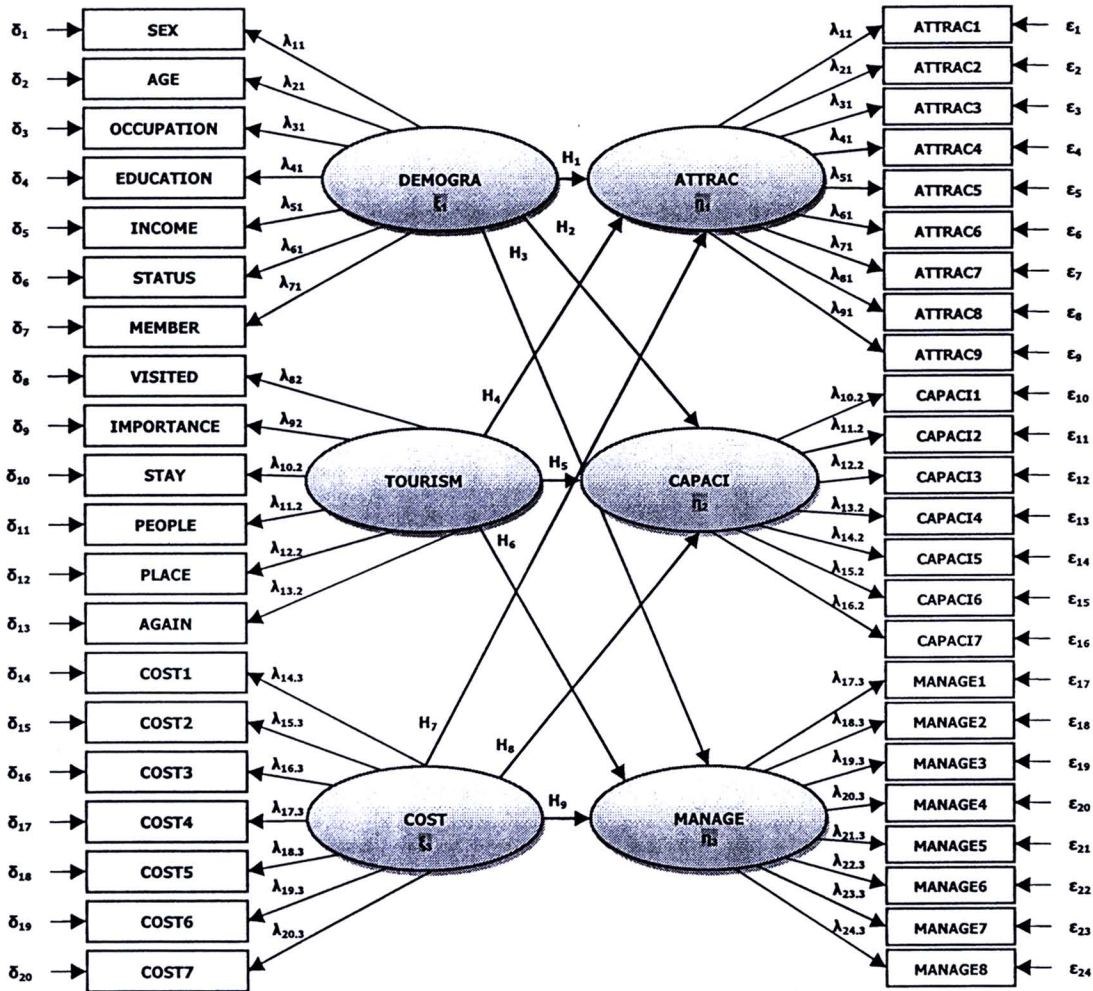 δ₁ SEX
δ₂ AGE
δ₃ OCCUPATION
δ₄ EDUCATION
δ₅ INCOME
δ₆ STATUS
δ₇ MEMBER
δ₈ VISITED
δ₉ IMPORTANCE
δ₁₀ STAY
δ₁₁ PEOPLE
δ₁₂ PLACE
δ₁₃ AGAIN
δ₁₄ COST1
δ₁₅ COST2
δ₁₆ COST3
δ₁₇ COST4
δ₁₈ COST5
δ₁₉ COST6
δ₂₀ COST7
λ₁₁
λ₂₁
λ₃₁
λ₄₁
λ₅₁
λ₆₁
λ₇₁
λ₈₂
λ₉₂
λ₁₀.₂
λ₁₁.₂
λ₁₂.₂
λ₁₃.₂
λ₁₄.₃
λ₁₅.₃
λ₁₆.₃
λ₁₇.₃
λ₁₈.₃
λ₁₉.₃
λ₂₀.₃
DEMOGRA
ξ₁
TOURISM
COST
ξ₃
H₁
H₂
H₃
H₄
H₅
H₆
H₇
H₈
H₉
ATTRAC
η₁
CAPACI
η₂
MANAGE
η₃
λ₁₁
λ₂₁
λ₃₁
λ₄₁
λ₅₁
λ₆₁
λ₇₁
λ₈₁
λ₉₁
λ₁₀.₂
λ₁₁.₂
λ₁₂.₂
λ₁₃.₂
λ₁₄.₂
λ₁₅.₂
λ₁₆.₂
λ₁₇.₃
λ₁₈.₃
λ₁₉.₃
λ₂₀.₃
λ₂₁.₃
λ₂₂.₃
λ₂₃.₃
λ₂₄.₃
ATTRAC1 ε₁
ATTRAC2 ε₂
ATTRAC3 ε₃
ATTRAC4 ε₄
ATTRAC5 ε₅
ATTRAC6 ε₆
ATTRAC7 ε₇
ATTRAC8 ε₈
ATTRAC9 ε₉
CAPACI1 ε₁₀
CAPACI2 ε₁₁
CAPACI3 ε₁₂
CAPACI4 ε₁₃
CAPACI5 ε₁₄
CAPACI6 ε₁₅
CAPACI7 ε₁₆
MANAGE1 ε₁₇
MANAGE2 ε₁₈
MANAGE3 ε₁₉
MANAGE4 ε₂₀
MANAGE5 ε₂₁
MANAGE6 ε₂₂
MANAGE7 ε₂₃
MANAGE8 ε₂₄